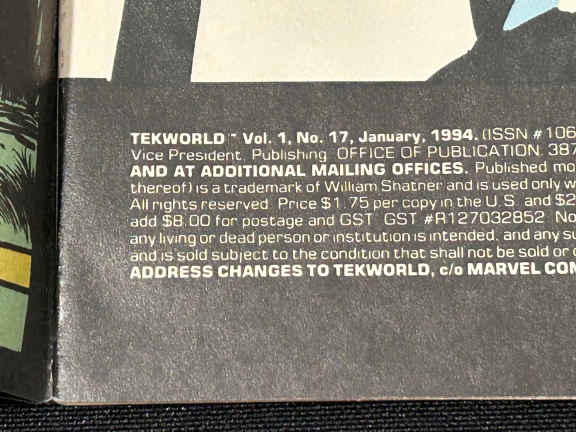 TEKWORLD™ Vol. 1, No. 17, January, 1994. (ISSN #106
Vice President, Publishing. OFFICE OF PUBLICATION: 387
AND AT ADDITIONAL MAILING OFFICES. Published mo
thereof) is a trademark of William Shatner and is used only w
All rights reserved. Price $1.75 per copy in the U.S. and $2
add $8.00 for postage and GST. GST #R127032852. No
any living or dead person or institution is intended, and any su
and is sold subject to the condition that shall not be sold or
ADDRESS CHANGES TO TEKWORLD, c/o MARVEL COM